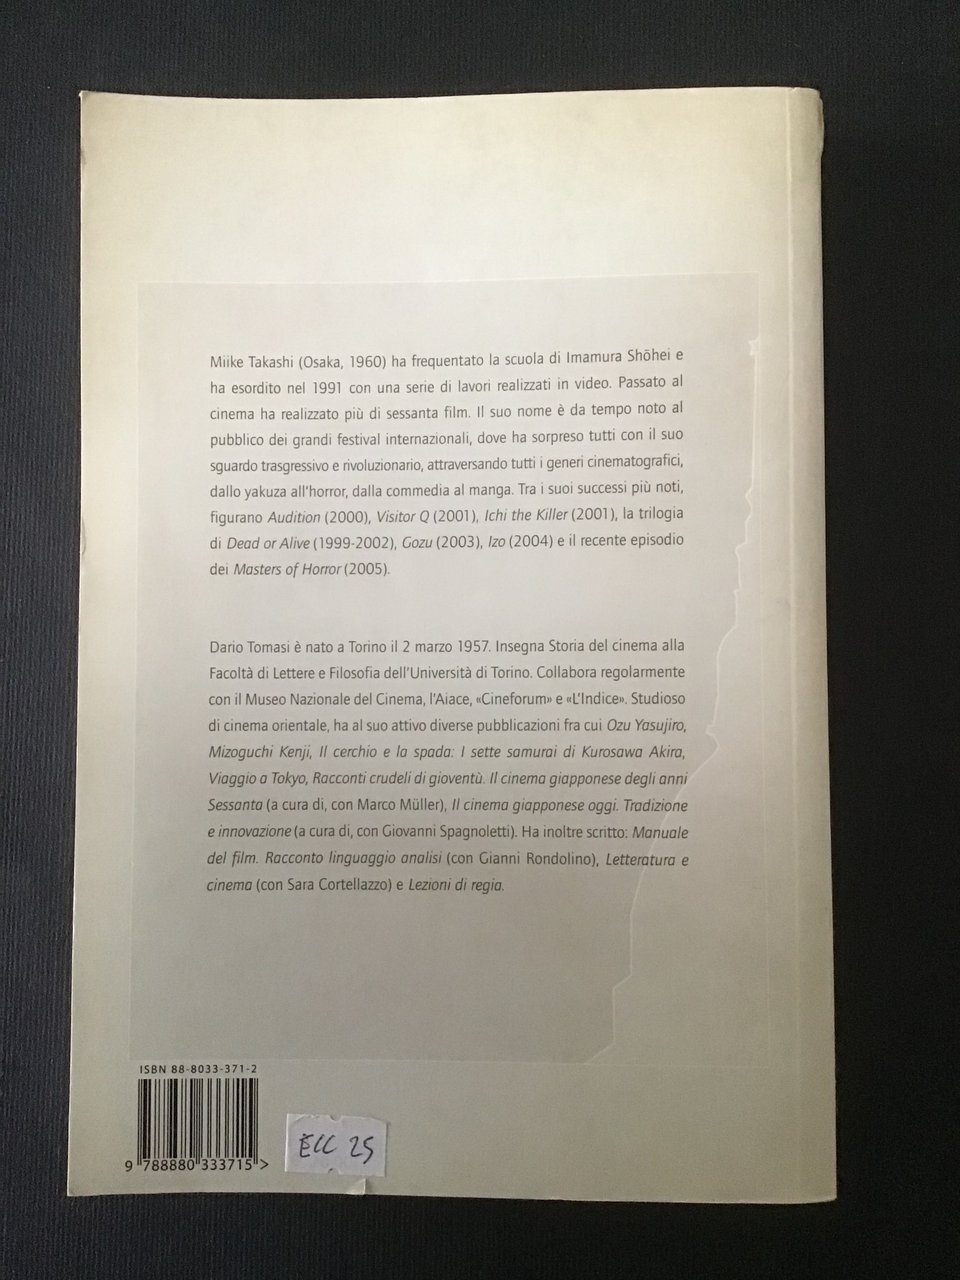 Miike Takashi (Osaka, 1960) ha frequentato la scuola di Imamura Shōhei e
ha esordito nel 1991 con una serie di lavori realizzati in video. Passato al
cinema ha realizzato più di sessanta film. Il suo nome è da tempo noto al
pubblico dei grandi festival internazionali, dove ha sorpreso tutti con il suo
sguardo trasgressivo e rivoluzionario, attraversando tutti i generi cinematografici,
dallo yakuza all'horror, dalla commedia al manga. Tra i suoi successi più noti,
figurano Audition (2000), Visitor Q (2001), Ichi the Killer (2001), la trilogia
di Dead or Alive (1999-2002), Gozu (2003), Izo (2004) e il recente episodio
dei Masters of Horror (2005).
Dario Tomasi è nato a Torino il 2 marzo 1957. Insegna Storia del cinema alla
Facoltà di Lettere e Filosofia dell'Università di Torino. Collabora regolarmente
con il Museo Nazionale del Cinema, l'Aiace, «Cineforum» e «L'Indice». Studioso
di cinema orientale, ha al suo attivo diverse pubblicazioni fra cui Ozu Yasujiro,
Mizoguchi Kenji, Il cerchio e la spada: I sette samurai di Kurosawa Akira,
Viaggio a Tokyo, Racconti crudeli di gioventù. Il cinema giapponese degli anni
Sessanta (a cura di, con Marco Müller), Il cinema giapponese oggi. Tradizione
e innovazione (a cura di, con Giovanni Spagnoletti). Ha inoltre scritto: Manuale
del film. Racconto linguaggio analisi (con Gianni Rondolino), Letteratura e
cinema (con Sara Cortellazzo) e Lezioni di regia.
ISBN 88-8033-371-2
9 788880 333715 >
ECC 25